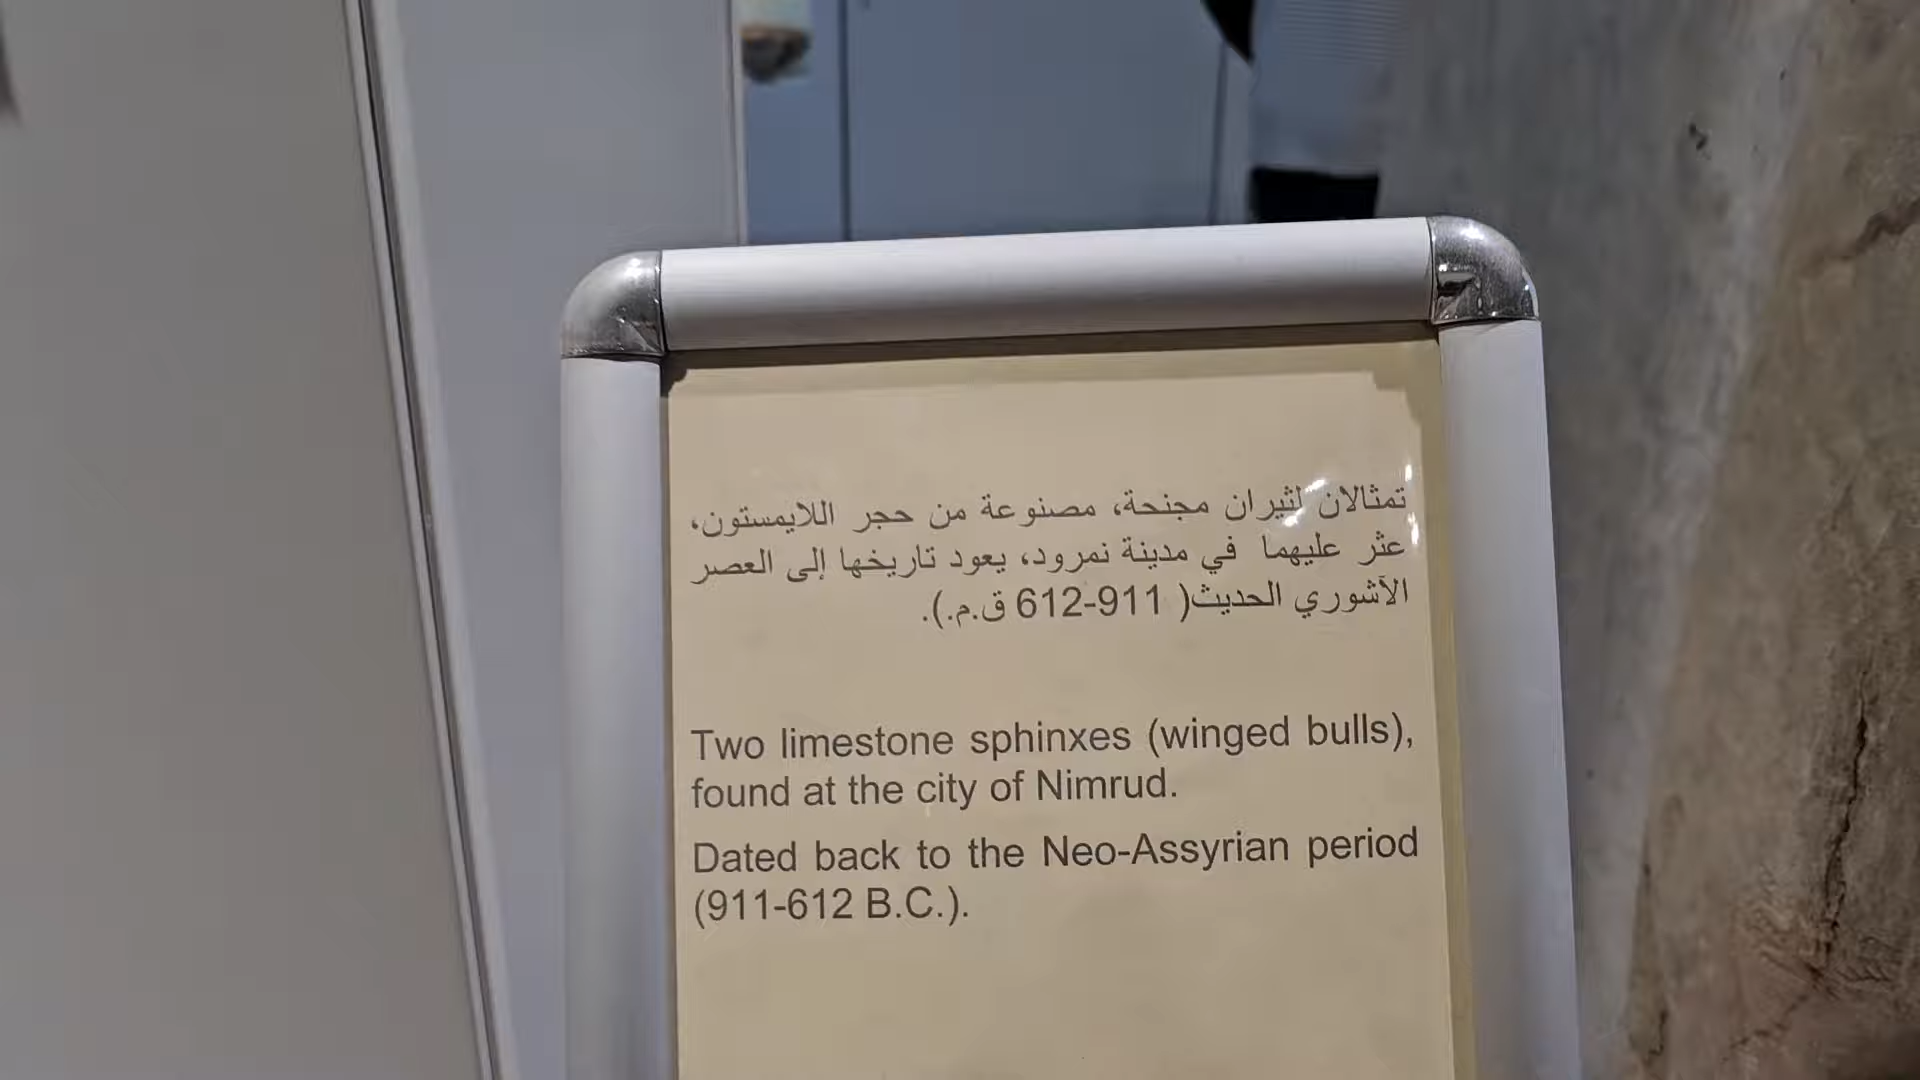 تمثالان لثيران مجنحة، مصنوعة من حجر اللايمستون،
عثر عليهما في مدينة نمرود، يعود تاريخها إلى العصر
الآشوري الحديث( 911-612 ق.م.).
Two limestone sphinxes (winged bulls),
found at the city of Nimrud.
Dated back to the Neo-Assyrian period
(911-612 B.C.).